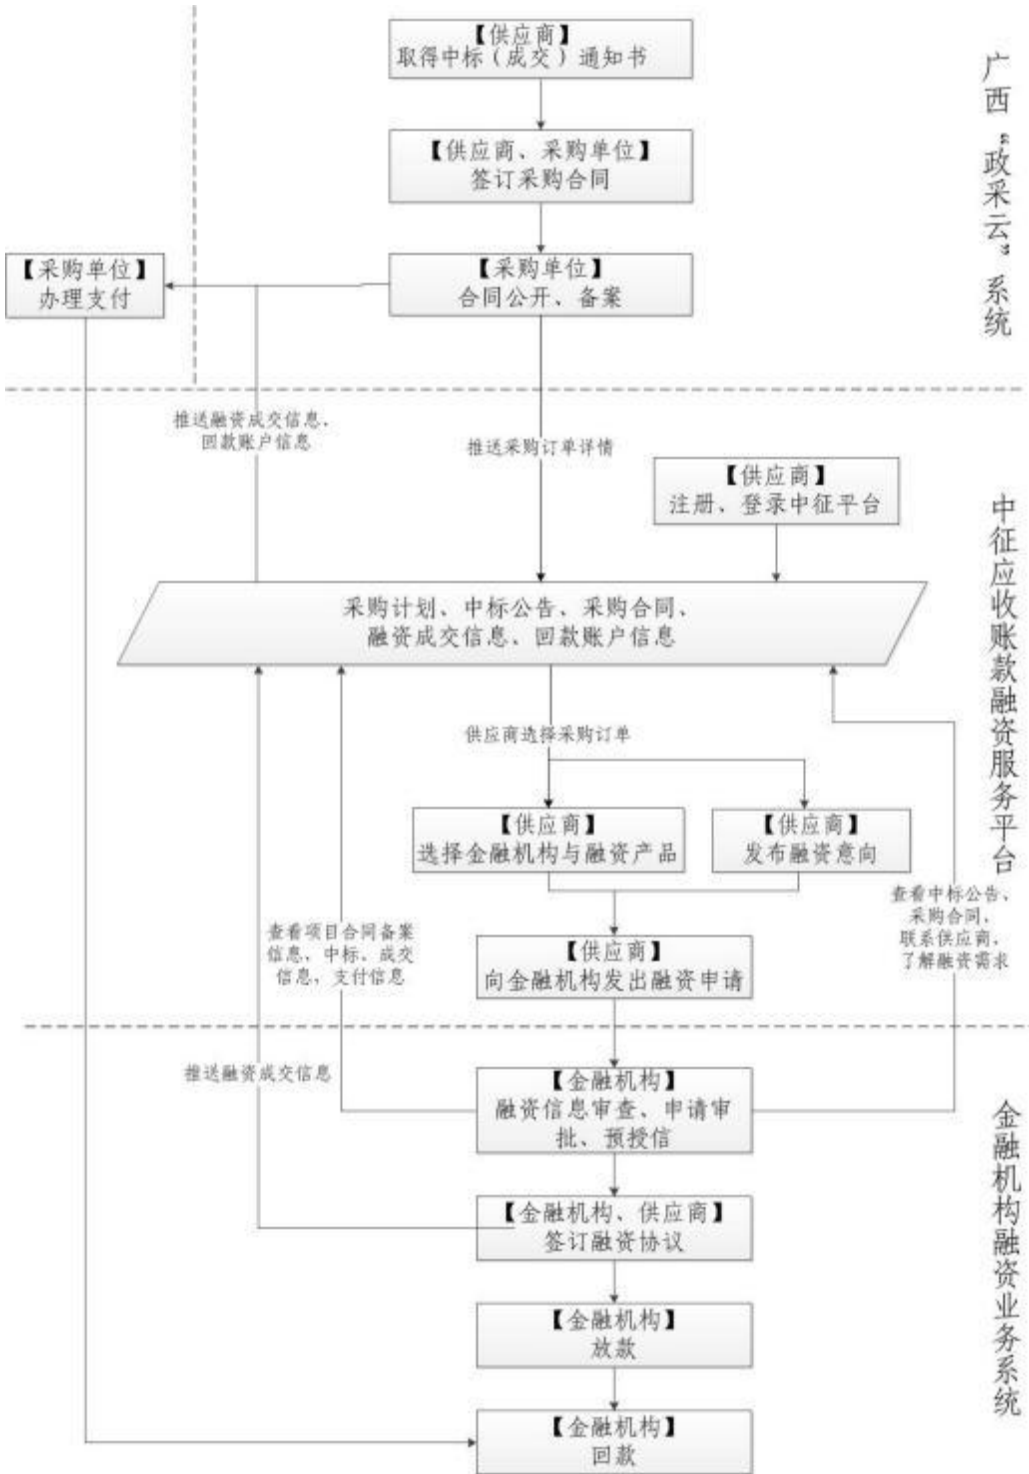 【供应商】
取得中标（成交）通知书
【供应商、采购单位】
签订采购合同
【采购单位】
合同公开、备案
【采购单位】
办理支付
广西“政采云”系统
推送融资成交信息、
回款账户信息
推送采购订单详情
【供应商】
注册、登录中征平台
采购计划、中标公告、采购合同、
融资成交信息、回款账户信息
供应商选择采购订单
【供应商】
选择金融机构与融资产品
【供应商】
发布融资意向
中征应收账款融资服务平台
查看项目合同备案
信息、中标、成交
信息，支付信息
查看中标公告、
采购合同、
联系供应商，
了解融资需求
【供应商】
向金融机构发出融资申请
推送融资成交信息
【金融机构】
融资信息审查、申请审
批、预授信
【金融机构、供应商】
签订融资协议
【金融机构】
放款
【金融机构】
回款
金融机构融资业务系统